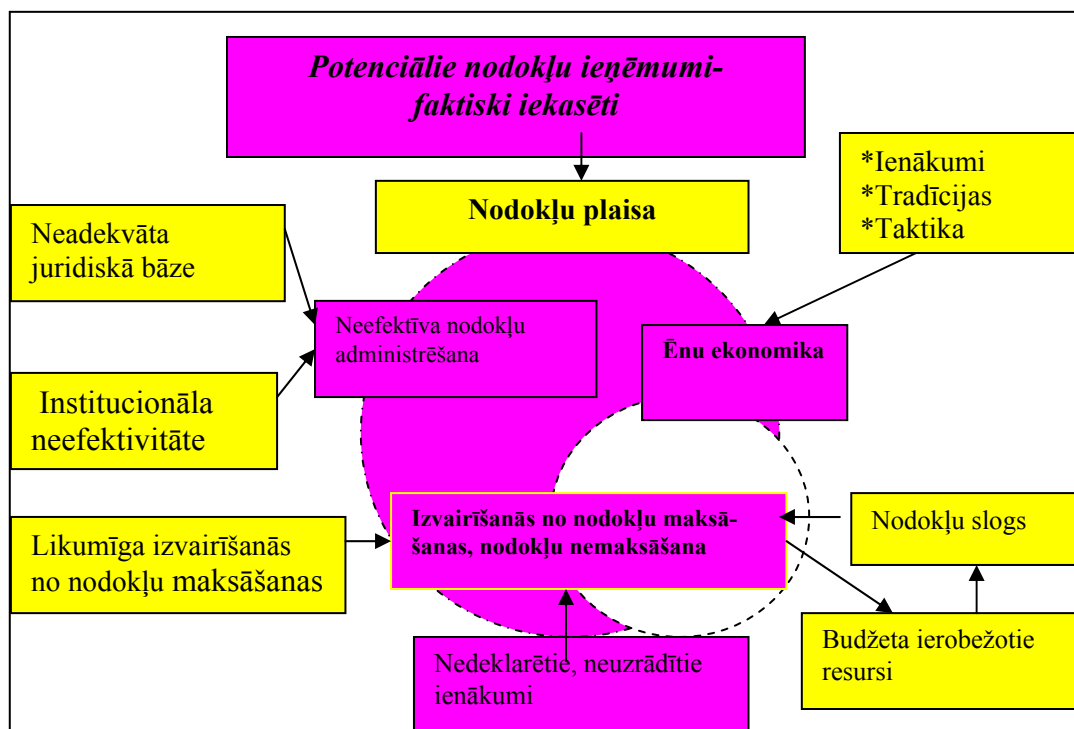 Potenciālie nodokļu ieņēmumi-
faktiski iekasēti
*Ienākumi
*Tradīcijas
*Taktika
Nodokļu plaisa
Neadekvāta
juridiskā bāze
Neefektīva nodokļu
administrēšana
Ēnu ekonomika
Institucionāla
neefektivitāte
Likumīga izvairīšanās
no nodokļu maksāšanas
Izvairīšanās no nodokļu maksā-
šanas, nodokļu nemaksāšana
Nodokļu slogs
Nedeklarētie, neuzrādītie
ienākumi
Budžeta ierobežotie
resursi